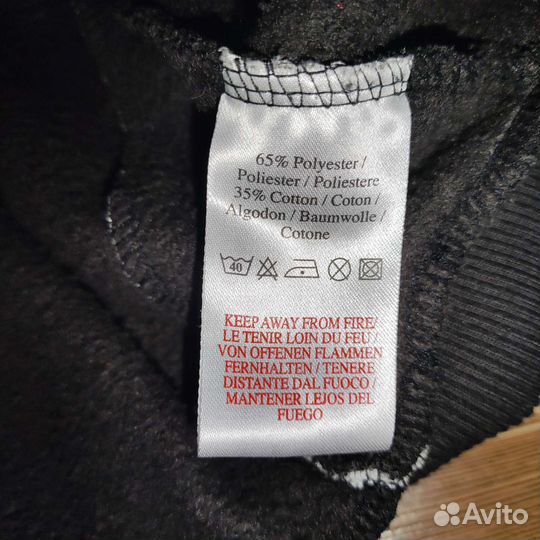 65% Polyester /
Poliester / Poliestere
35% Cotton / Coton /
Algodon / Baumwolle /
Cotone
40
KEEP AWAY FROM FIRE/
LE TENIR LOIN DU FEU /
VON OFFENEN FLAMMEN
FERNHALTEN / TENERE
DISTANTE DAL FUOCO /
MANTENER LEJOS DEL
FUEGO
Avito